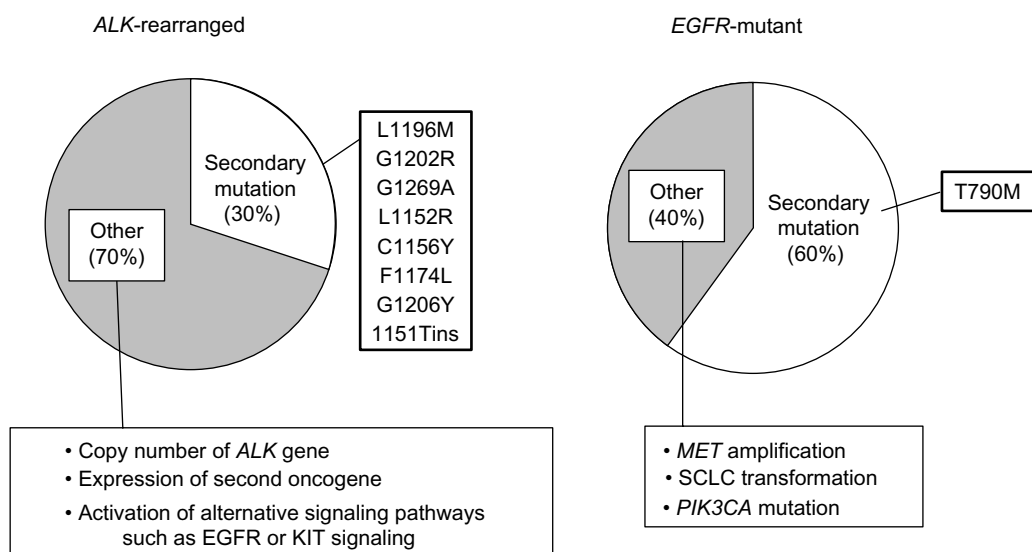 ALK-rearranged
Secondary
mutation
(30%)
Other
(70%)
L1196M
G1202R
G1269A
L1152R
C1156Y
F1174L
G1206Y
1151Tins
• Copy number of ALK gene
• Expression of second oncogene
• Activation of alternative signaling pathways
such as EGFR or KIT signaling
EGFR-mutant
Other
(40%)
Secondary
mutation
(60%)
T790M
• MET amplification
• SCLC transformation
• PIK3CA mutation